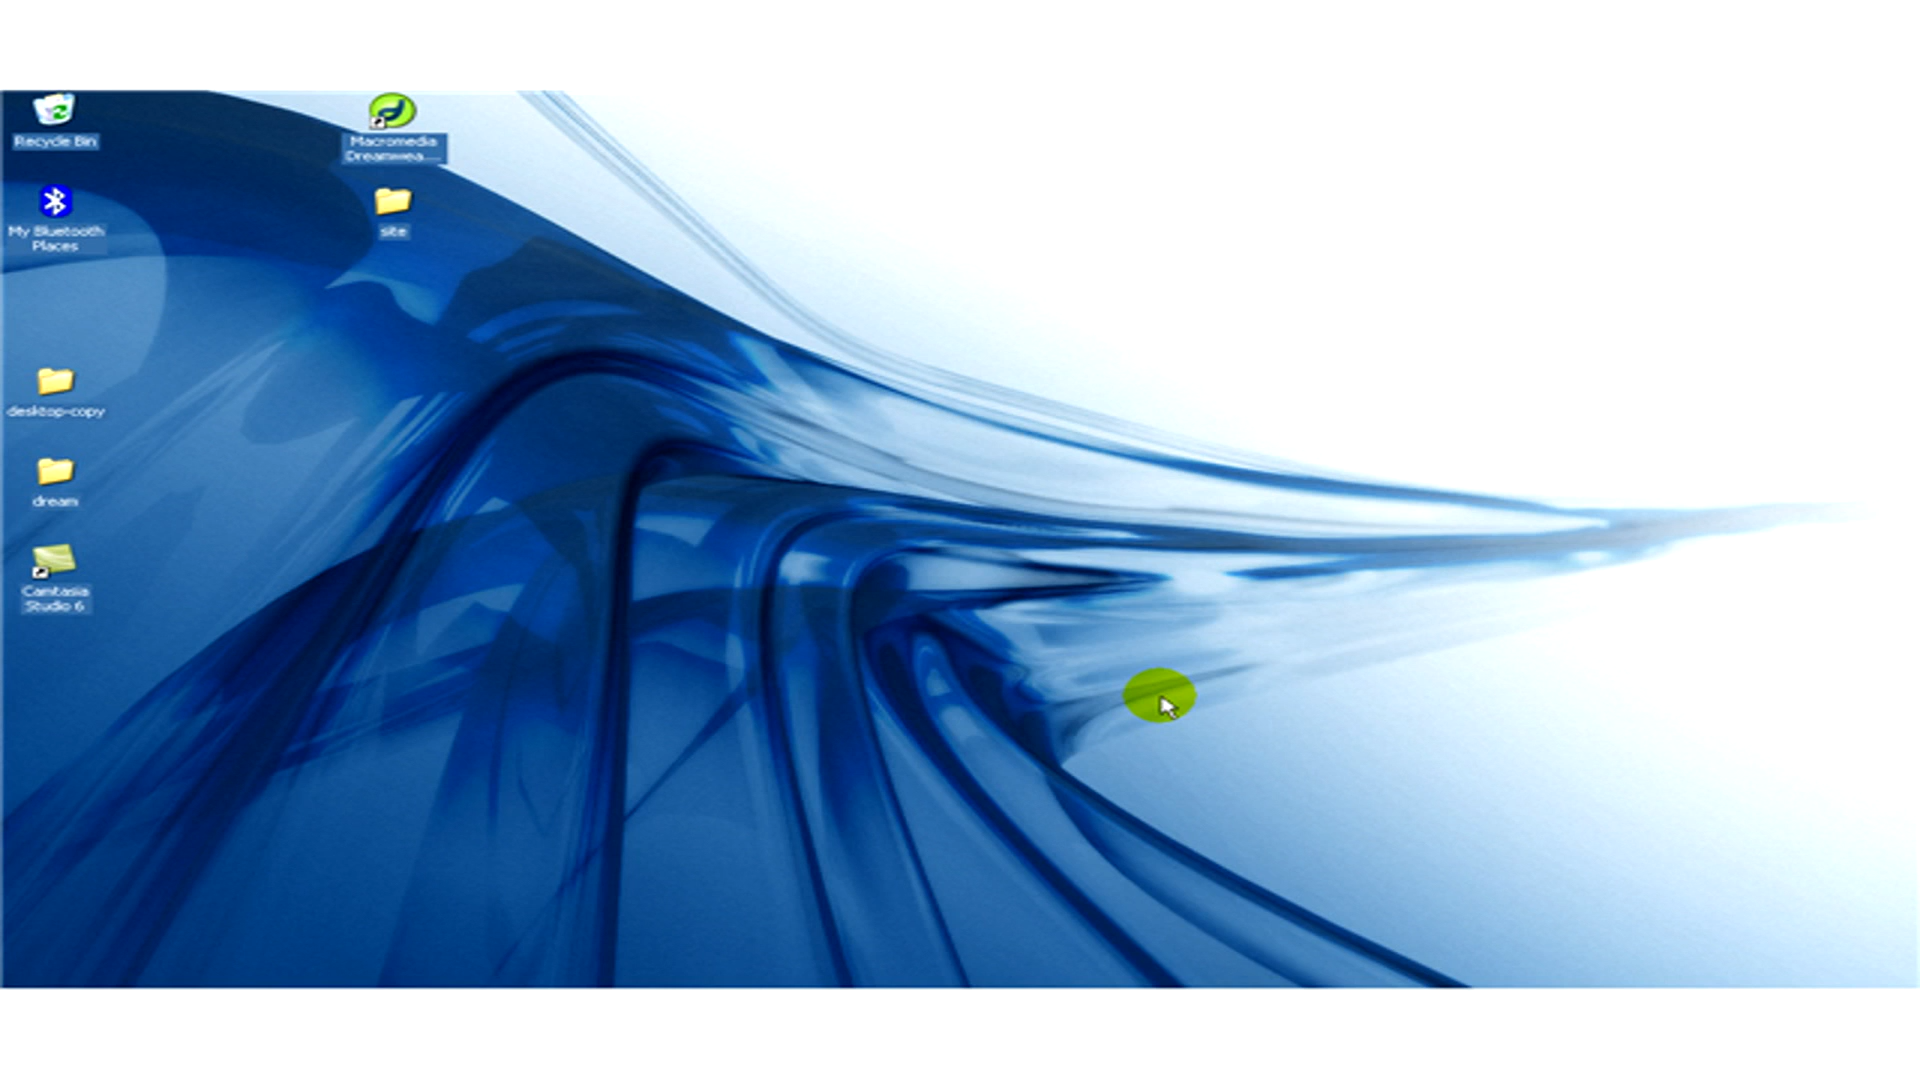 Recycle Bin
My Bluetooth
Places
desktop-copy
dream
Camtasia
Studio 6
Macromedia
Dreamwea...
site